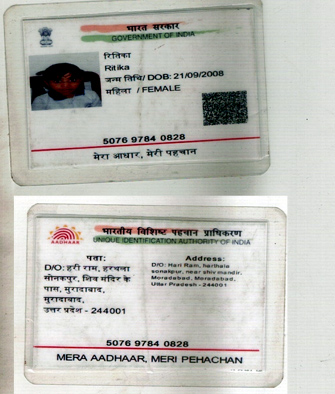 भारत सरकार
GOVERNMENT OF INDIA
रितिका
Ritika
जन्म तिथि/ DOB: 21/09/2008
महिला / FEMALE
5076 9784 0828
मेरा आधार, मेरी पहचान
भारतीय विशिष्ट पहचान प्राधिकरण
UNIQUE IDENTIFICATION AUTHORITY OF INDIA
AADHAAR
पता:
D/O: हरी राम, हरथला
सोनकपुर, शिव मंदिर के
पास, मुरादाबाद,
मुरादाबाद,
उत्तर प्रदेश - 244001
Address:
D/O: Hari Ram, harthala
sonakpur, near shiv mandir,
Moradabad, Moradabad,
Uttar Pradesh - 244001
5076 9784 0828
MERA AADHAAR, MERI PEHACHAN